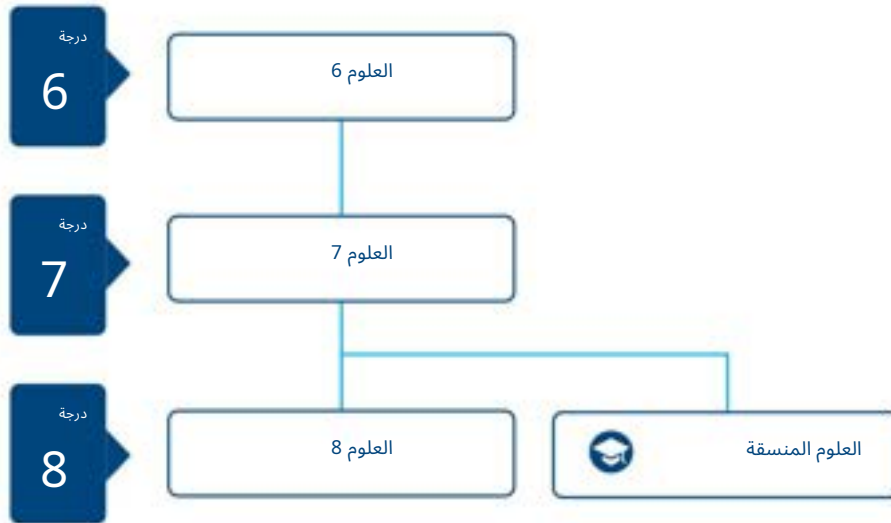 درجة
6
العلوم 6
درجة
7
العلوم 7
درجة
8
العلوم 8
العلوم المنسقة